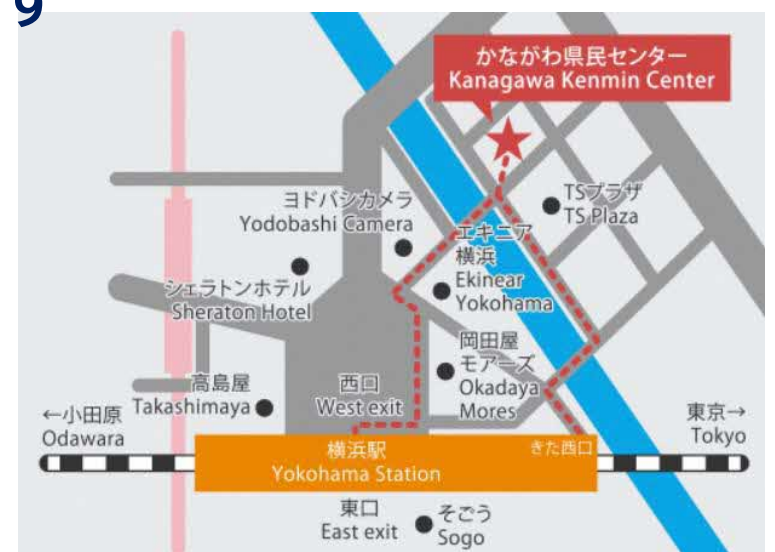 9
かながわ県民センター
Kanagawa Kenmin Center
ヨドバシカメラ
Yodobashi Camera
TSプラザ
TS Plaza
エキニア
横浜
Ekinear
Yokohama
シェラトンホテル
Sheraton Hotel
岡田屋
モアーズ
Okadaya
Mores
高島屋
Takashimaya
西口
West exit
←小田原
Odawara
東京→
Tokyo
横浜駅
Yokohama Station
きた西口
東口
East exit
そごう
Sogo